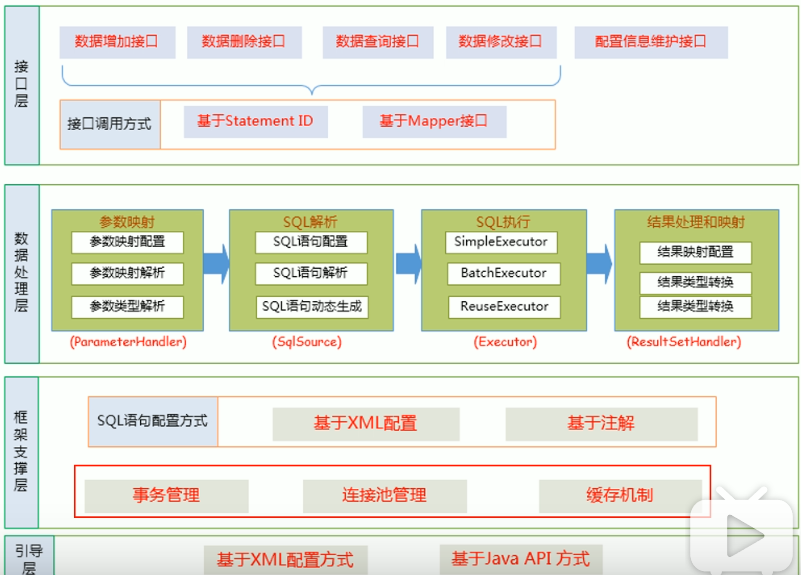 接口层
数据增加接口
数据删除接口
数据查询接口
数据修改接口
配置信息维护接口
接口调用方式
基于Statement ID
基于Mapper接口
数据处理层
参数映射
参数映射配置
参数映射解析
参数类型解析
(ParameterHandler)
SQL解析
SQL语句配置
SQL语句解析
SQL语句动态生成
(SqlSource)
SQL执行
SimpleExecutor
BatchExecutor
ReuseExecutor
(Executor)
结果处理和映射
结果映射配置
结果类型转换
结果类型转换
(ResultSetHandler)
框架支撑层
SQL语句配置方式
基于XML配置
基于注解
事务管理
连接池管理
缓存机制
引导层
基于XML配置方式
基于Java API 方式